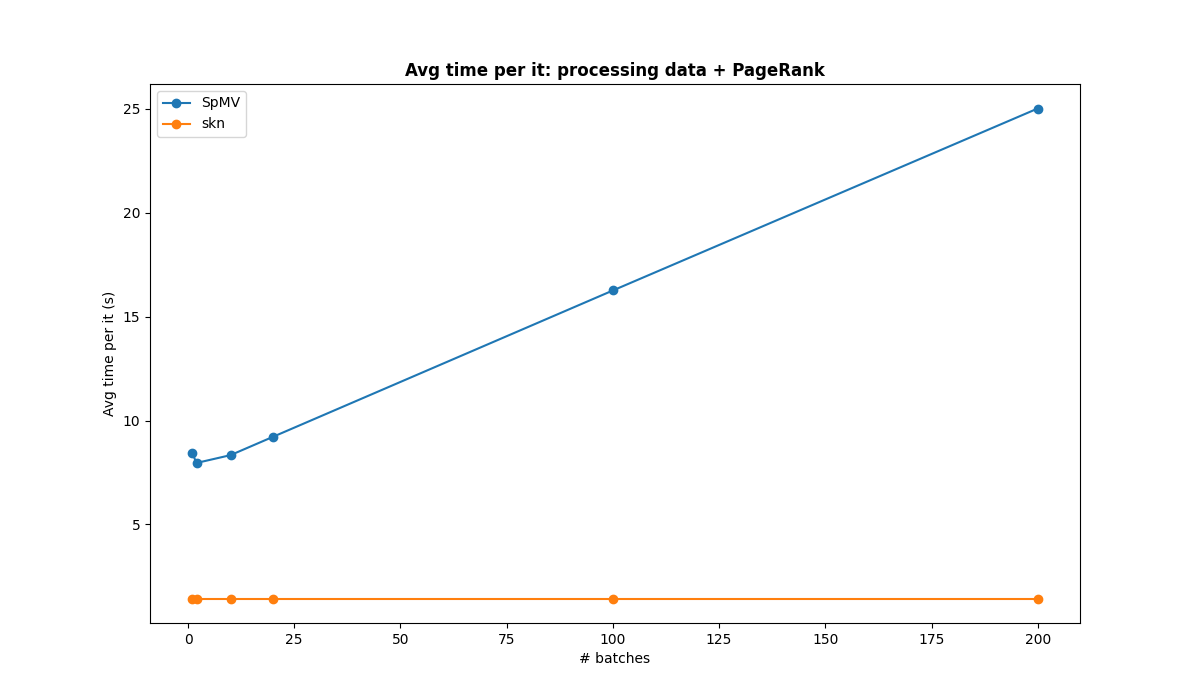 Avg time per it: processing data + PageRank
SpMV
skn
25
20
15
10
5
Avg time per it (s)
0 25 50 75 100 125 150 175 200
# batches